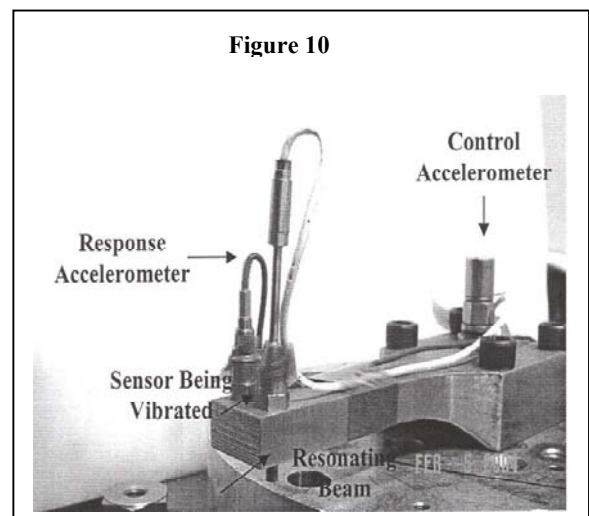 Figure 10
Control
Accelerometer
Response
Accelerometer
Sensor Being
Vibrated
Resonating
Beam